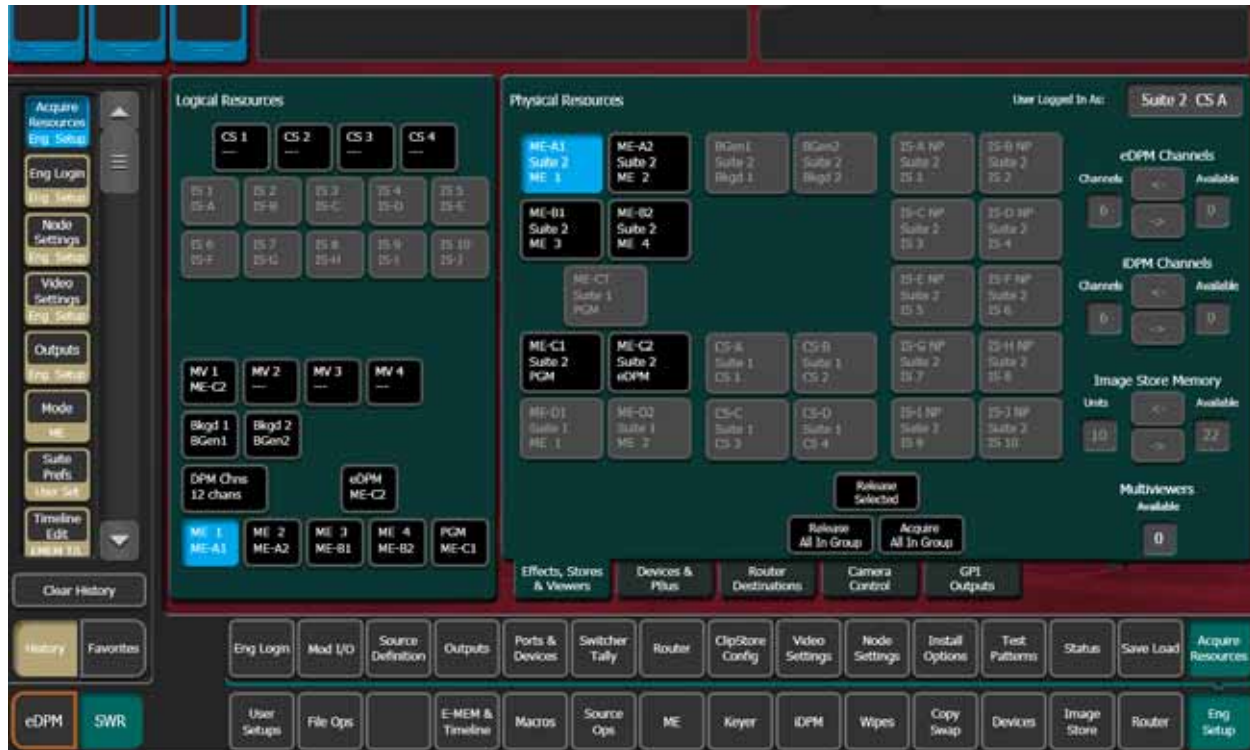 Acquire
Resources
Eng Setup
Eng Login
Eng Setup
Node
Settings
Eng Setup
Video
Settings
Eng Setup
Outputs
Eng Setup
Mode
ME
Suite
Prefs
User Set
Timeline
Edit
EMEM T/L
Clear History
History
Favorites
eDPM
SWR
Logical Resources
CS 1
---
CS 2
---
CS 3
---
CS 4
---
IS 1
IS-A
IS 2
IS-B
IS 3
IS-C
IS 4
IS-D
IS 5
IS-E
IS 6
IS-F
IS 7
IS-G
IS 8
IS-H
IS 9
IS-I
IS 10
IS-J
MV 1
ME-C2
MV 2
---
MV 3
---
MV 4
---
Bkgd 1
BGen1
Bkgd 2
BGen2
DPM Chns
12 chans
eDPM
ME-C2
ME 1
ME-A1
ME 2
ME-A2
ME 3
ME-B1
ME 4
ME-B2
PGM
ME-C1
Physical Resources
User Logged In As:
Suite 2 CS A
ME-A1
Suite 2
ME 1
ME-A2
Suite 2
ME 2
BGen1
Suite 2
Bkgd 1
BGen2
Suite 2
Bkgd 2
IS-A NP
Suite 2
IS 1
IS-B NP
Suite 2
IS 2
ME-B1
Suite 2
ME 3
ME-B2
Suite 2
ME 4
IS-C NP
Suite 2
IS 3
IS-D NP
Suite 2
IS 4
ME-CT
Suite 1
PGM
IS-E NP
Suite 2
IS 5
IS-F NP
Suite 2
IS 6
ME-C1
Suite 2
PGM
ME-C2
Suite 2
eDPM
CS-A
Suite 1
CS 1
CS-B
Suite 1
CS 2
IS-G NP
Suite 2
IS 7
IS-H NP
Suite 2
IS 8
ME-D1
Suite 1
ME 1
ME-D2
Suite 1
ME 2
CS-C
Suite 1
CS 3
CS-D
Suite 1
CS 4
IS-I NP
Suite 2
IS 9
IS-J NP
Suite 2
IS 10
Release
Selected
Release
All In Group
Acquire
All In Group
eDPM Channels
Channels <- Available
6 -> 0
iDPM Channels
Channels <- Available
6 -> 0
Image Store Memory
Units <- Available
10 -> 22
Multiviewers
Available
0
Effects, Stores
& Viewers
Devices &
PBus
Router
Destinations
Camera
Control
GPI
Outputs
Eng Login
Mod I/O
Source
Definition
Outputs
Ports &
Devices
Switcher
Tally
Router
ClipStore
Config
Video
Settings
Node
Settings
Install
Options
Test
Patterns
Status
Save Load
Acquire
Resources
User
Setups
File Ops
E-MEM &
Timeline
Macros
Source
Ops
ME
Keyer
iDPM
Wipes
Copy
Swap
Devices
Image
Store
Router
Eng
Setup